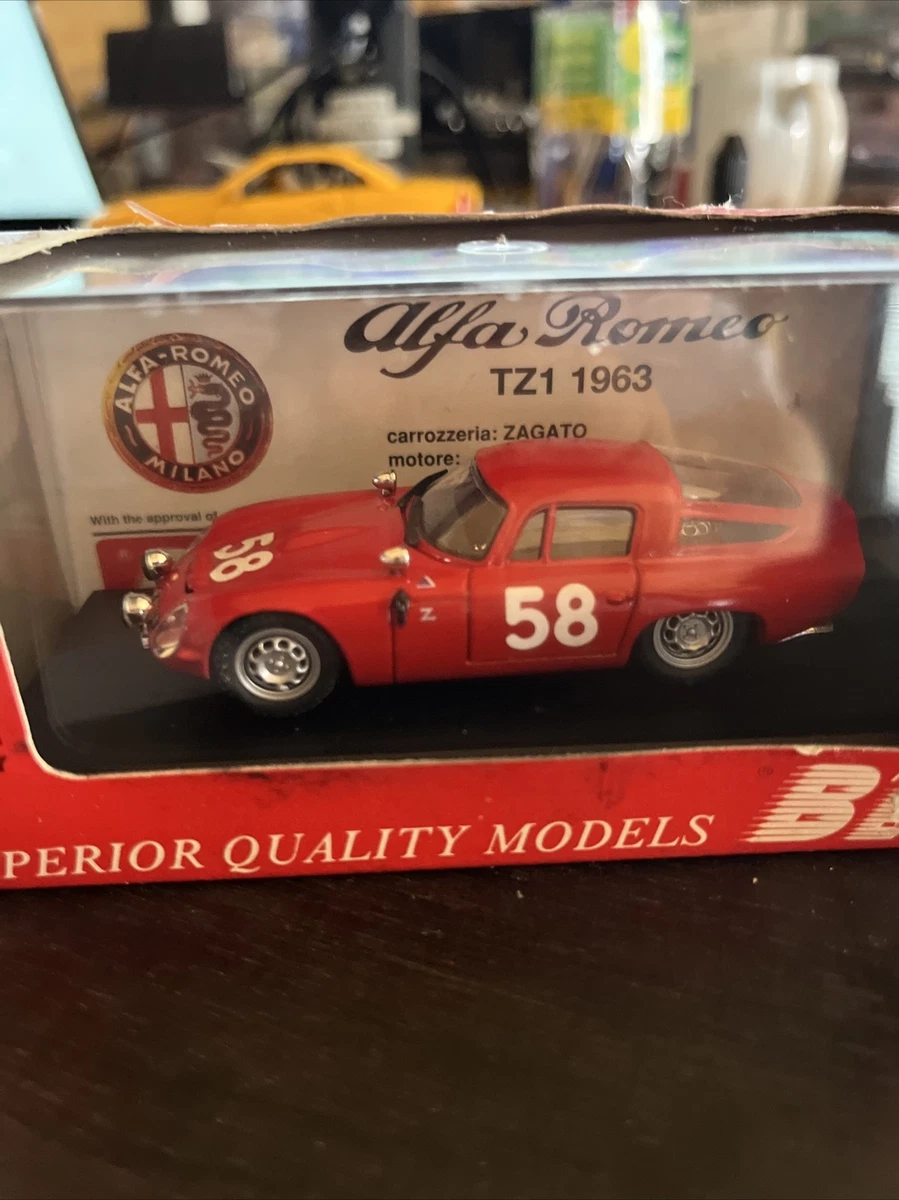 Alfa Romeo
TZ1 1963
ALFA-ROMEO
MILANO
carrozzeria: ZAGATO
motore:
With the approval of
58
58
Z
PERIOR QUALITY MODELS
B